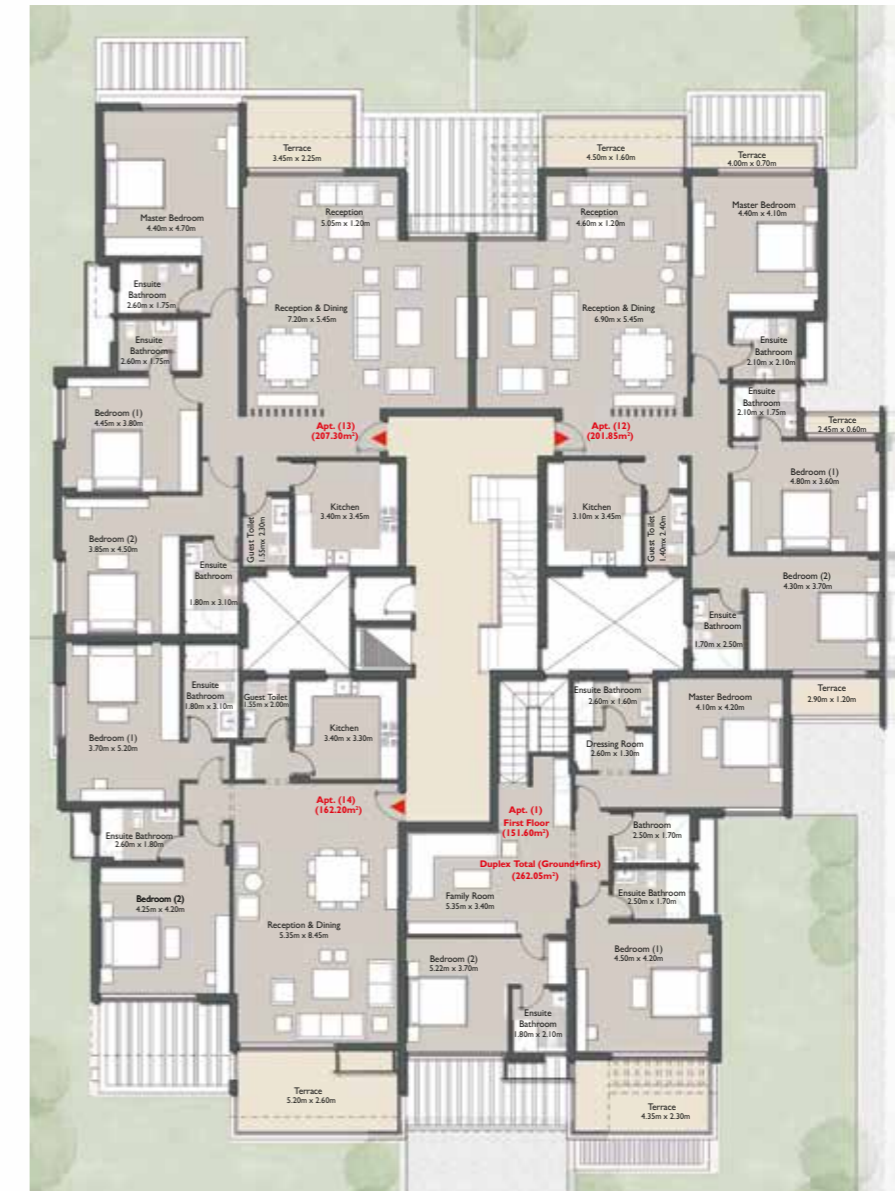 Terrace
3.45m x 2.25m
Terrace
4.50m x 1.60m
Terrace
4.00m x 0.70m
Master Bedroom
4.40m x 4.70m
Reception
5.05m x 1.20m
Reception
4.60m x 1.20m
Master Bedroom
4.40m x 4.10m
Ensuite
Bathroom
2.60m x 1.75m
Reception & Dining
7.20m x 5.45m
Reception & Dining
6.90m x 5.45m
Ensuite
Bathroom
2.60m x 1.75m
Ensuite
Bathroom
2.10m x 2.10m
Ensuite
Bathroom
2.10m x 1.75m
Bedroom (1)
4.45m x 3.80m
Apt. (13)
(207.30m²)
Apt. (12)
(201.85m²)
Terrace
2.45m x 0.60m
Bedroom (1)
4.80m x 3.60m
Kitchen
3.40m x 3.45m
Kitchen
3.10m x 3.45m
Guest Toilet
1.55m x 2.30m
Guest Toilet
1.40m x 2.40m
Bedroom (2)
3.85m x 4.50m
Ensuite
Bathroom
1.80m x 3.10m
Bedroom (2)
4.30m x 3.70m
Ensuite
Bathroom
1.70m x 2.50m
Ensuite
Bathroom
1.80m x 3.10m
Guest Toilet
1.55m x 2.00m
Ensuite Bathroom
2.60m x 1.60m
Master Bedroom
4.10m x 4.20m
Terrace
2.90m x 1.20m
Bedroom (1)
3.70m x 5.20m
Kitchen
3.40m x 3.30m
Dressing Room
2.60m x 1.30m
Apt. (14)
(162.20m²)
Apt. (1)
First Floor
(151.60m²)
Ensuite Bathroom
2.60m x 1.80m
Bathroom
2.50m x 1.70m
Duplex Total (Ground+first)
(262.05m²)
Bedroom (2)
4.25m x 4.20m
Family Room
5.35m x 3.40m
Ensuite Bathroom
2.50m x 1.70m
Reception & Dining
5.35m x 8.45m
Bedroom (1)
4.50m x 4.20m
Bedroom (2)
5.22m x 3.70m
Ensuite
Bathroom
1.80m x 2.10m
Terrace
5.20m x 2.60m
Terrace
4.35m x 2.30m